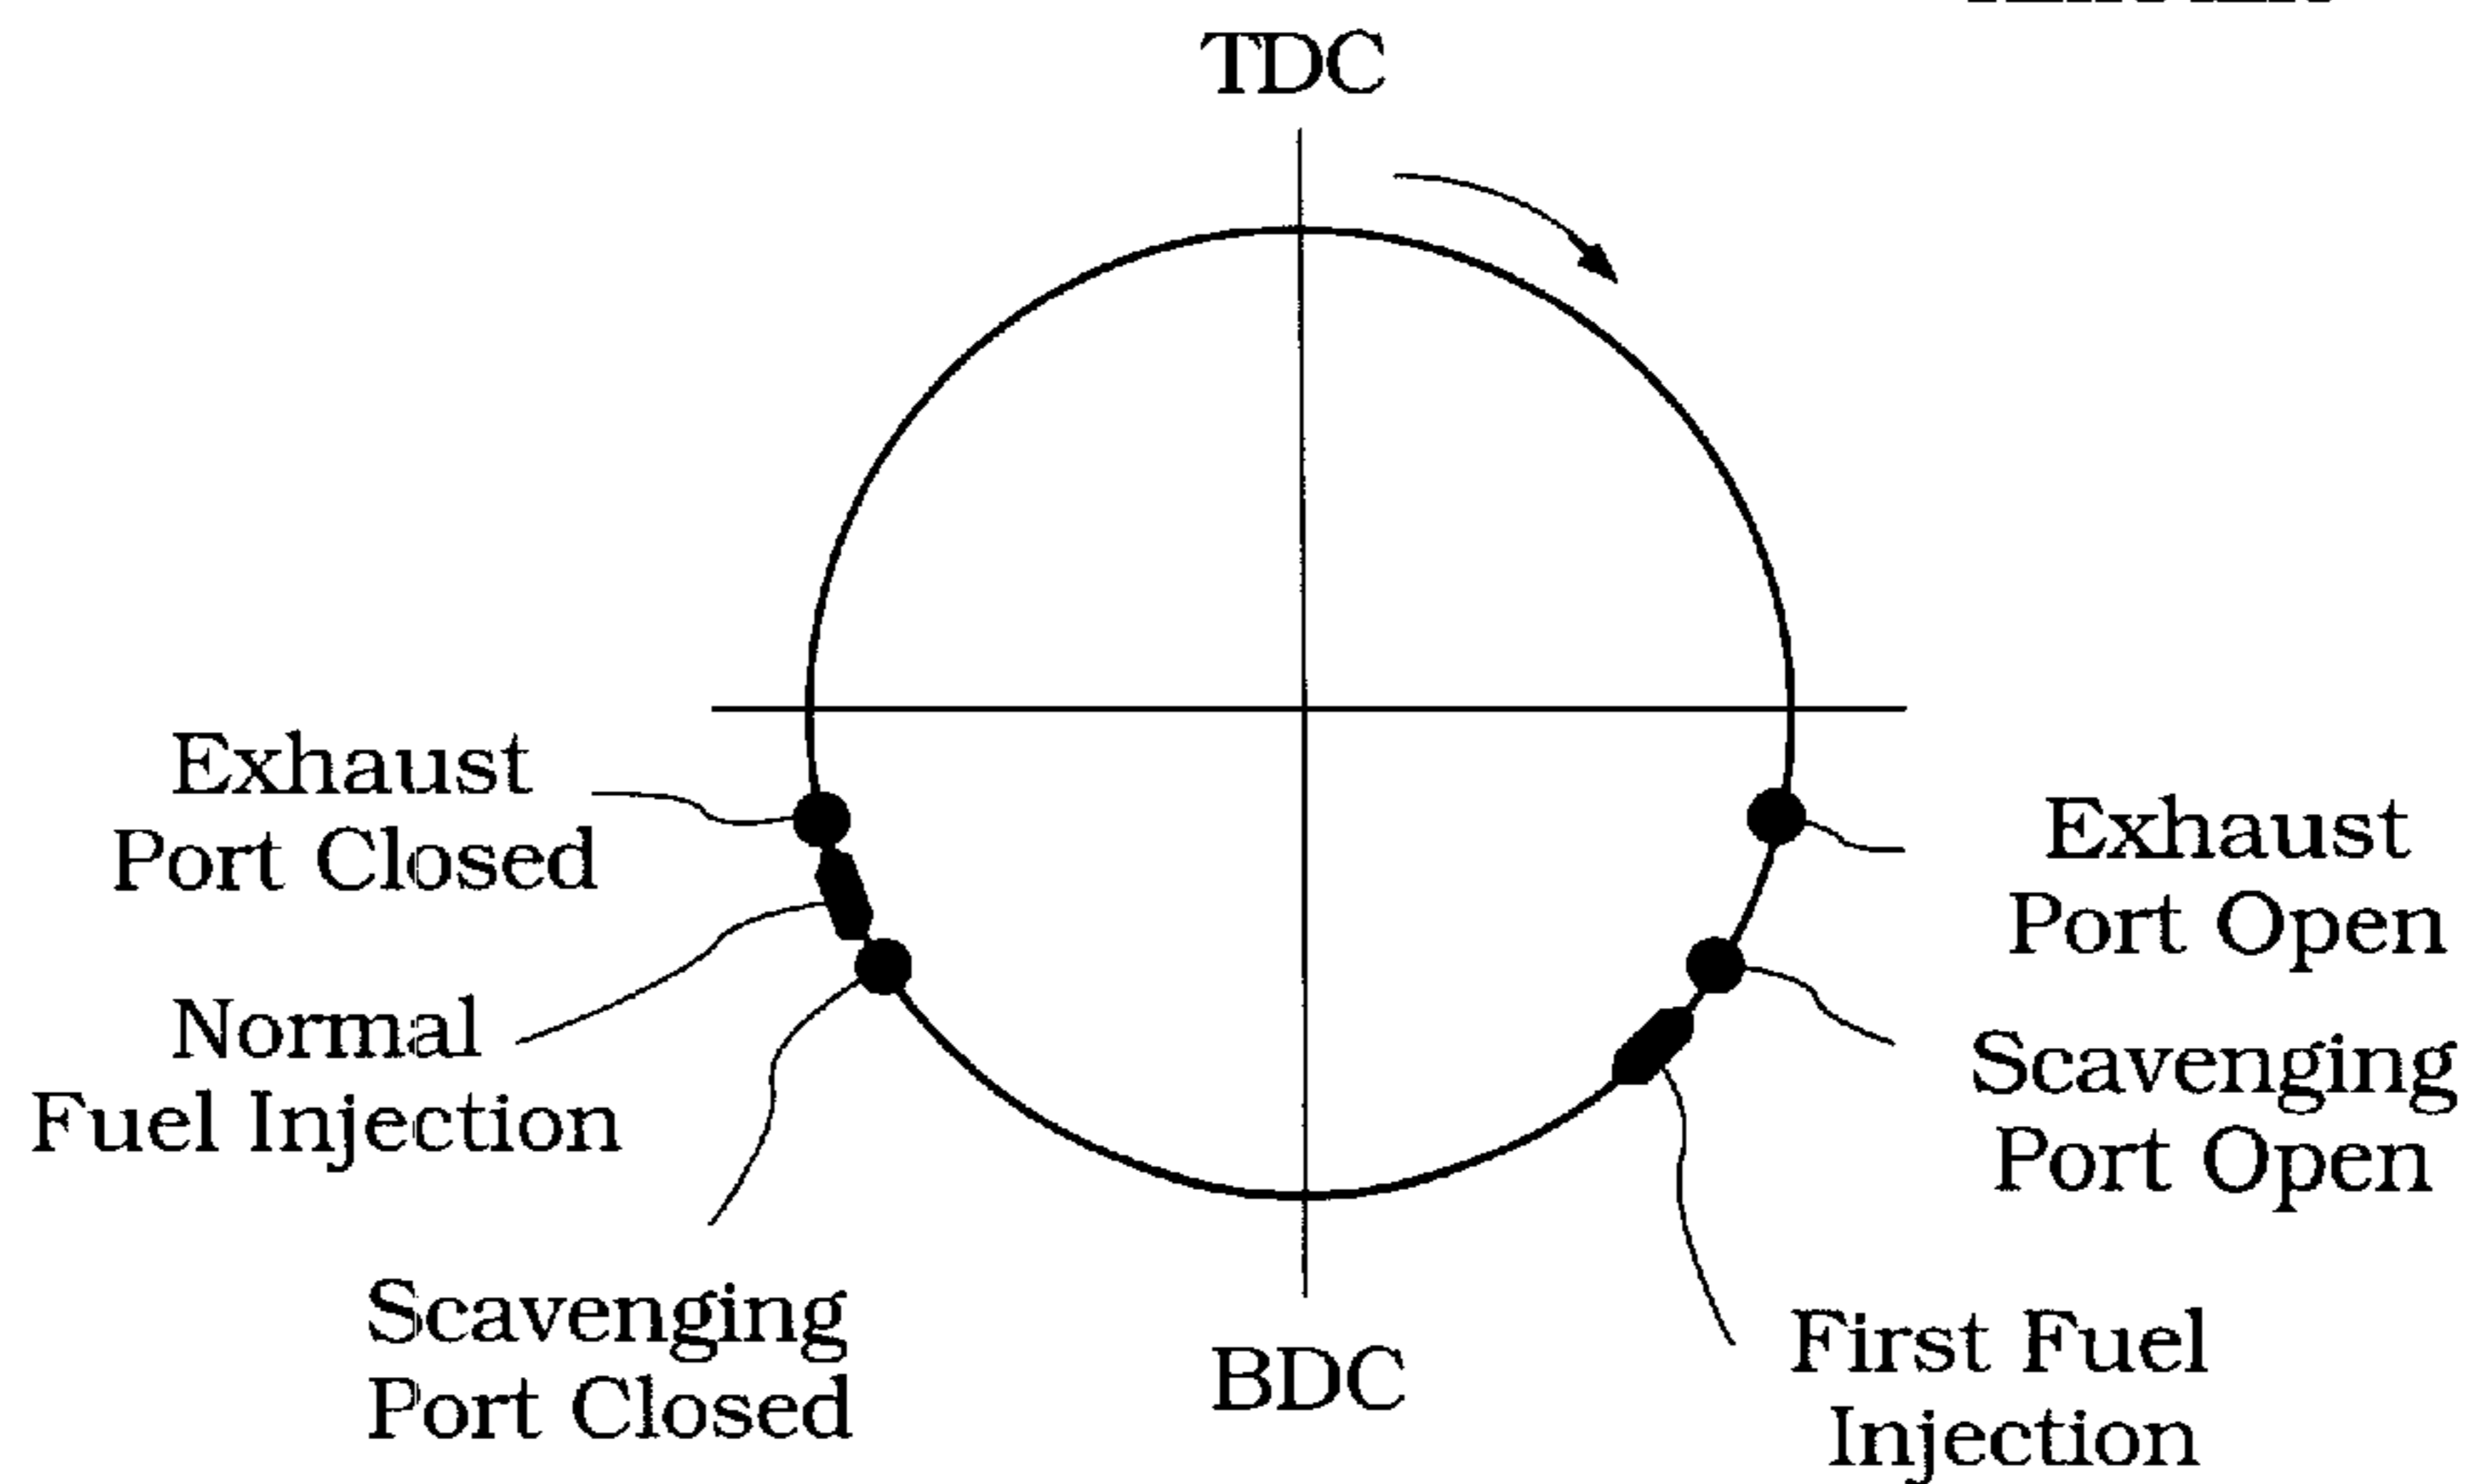 TDC
Exhaust
Port Closed
Exhaust
Port Open
Normal
Fuel Injection
Scavenging
Port Open
Scavenging
Port Closed
BDC
First Fuel
Injection